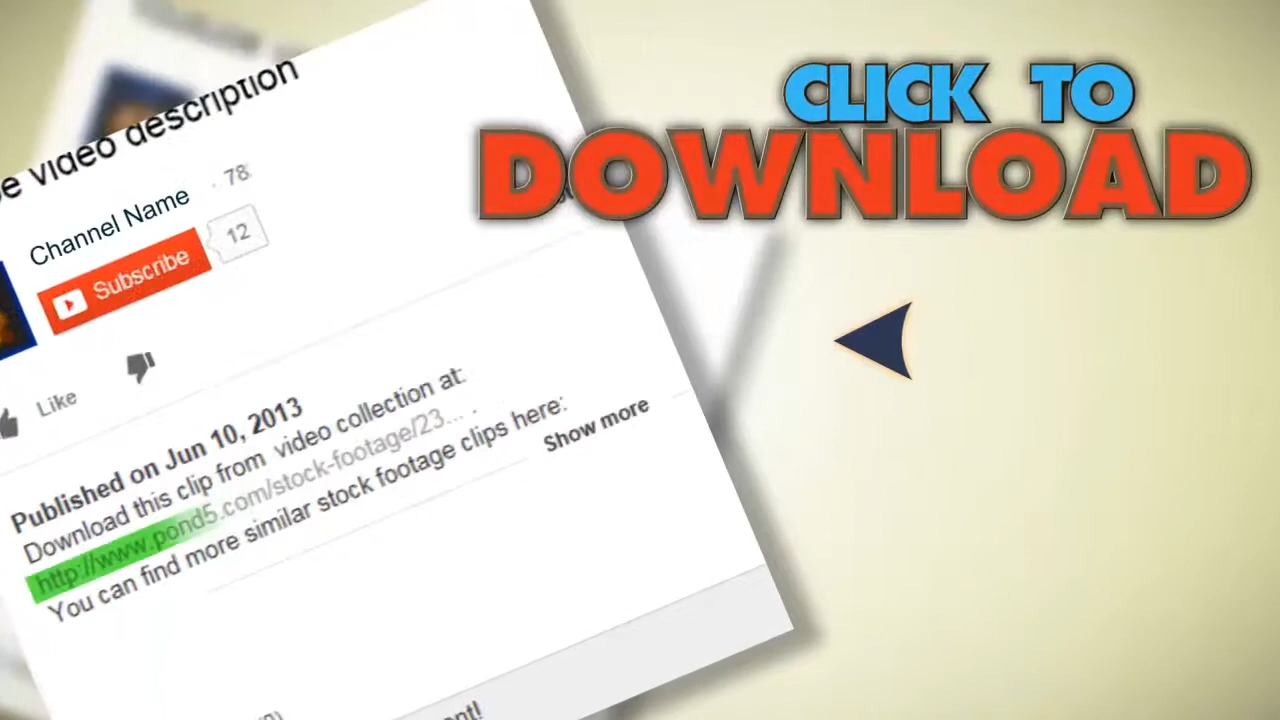 CLICK TO
DOWNLOAD
video description
Channel Name
78
Subscribe
12
Like
Published on Jun 10, 2013
Download this clip from video collection at:
http://www.pond5.com/stock-footage/23...
You can find more similar stock footage clips here:
Show more